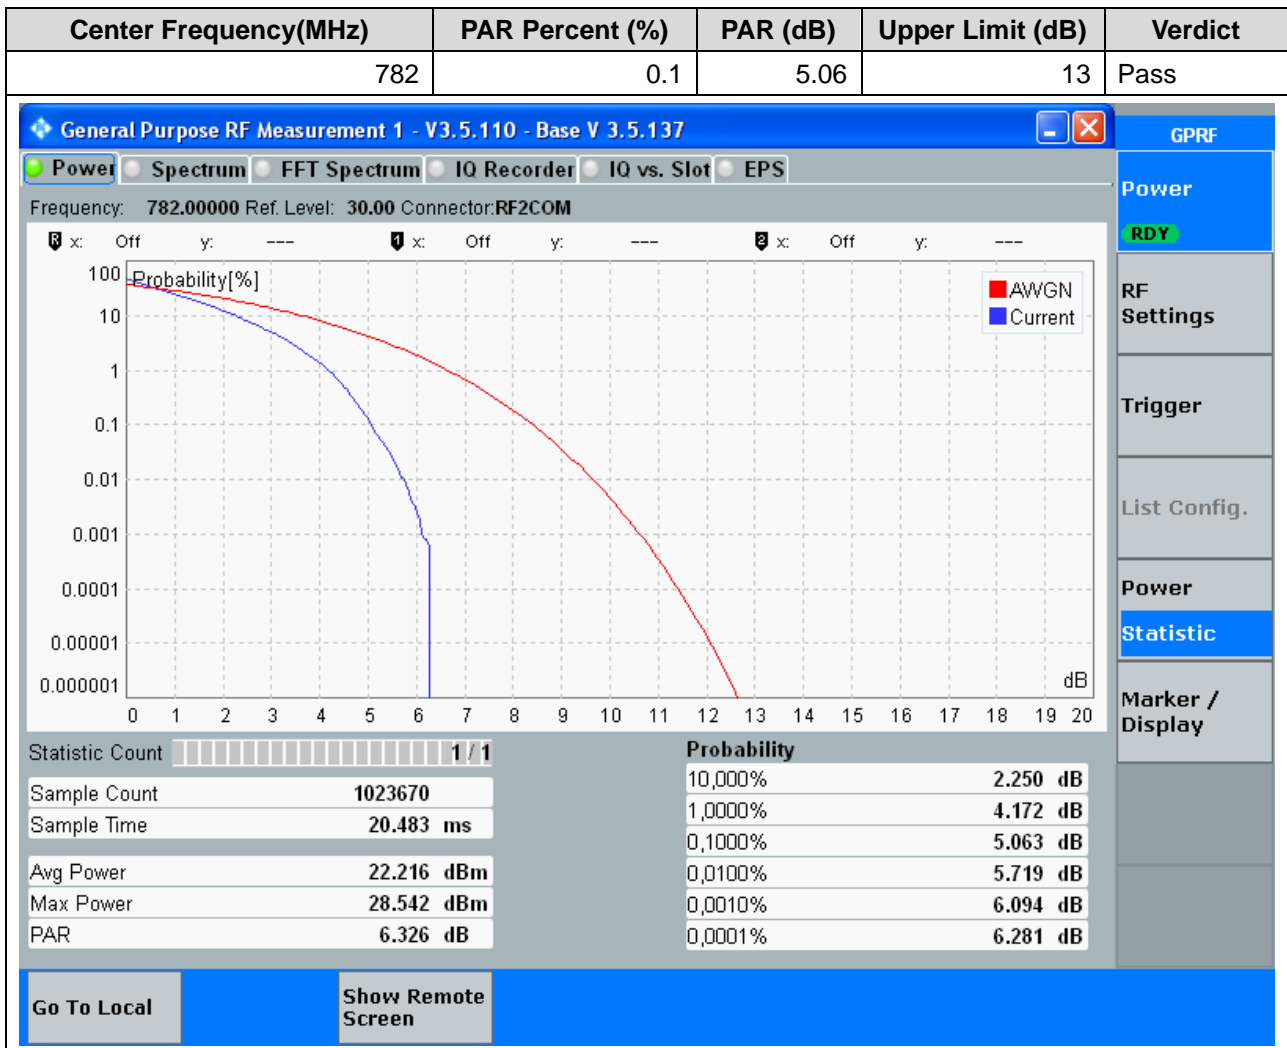 Center Frequency(MHz) PAR Percent (%) PAR (dB) Upper Limit (dB) Verdict
782 0.1 5.06 13 Pass
General Purpose RF Measurement 1 - V3.5.110 - Base V 3.5.137
GPRF
Power Spectrum FFT Spectrum IQ Recorder IQ vs. Slot EPS
Power
RDY
Frequency: 782.00000 Ref. Level: 30.00 Connector:RF2COM
R x: Off y: --- 1 x: Off y: --- 2 x: Off y: ---
Probability[%]
AWGN
Current
100
10
1
0.1
0.01
0.001
0.0001
0.00001
0.000001
dB
0 1 2 3 4 5 6 7 8 9 10 11 12 13 14 15 16 17 18 19 20
RF
Settings
Trigger
List Config.
Power
Statistic
Marker /
Display
Statistic Count 1 / 1
Sample Count 1023670
Sample Time 20.483 ms
Avg Power 22.216 dBm
Max Power 28.542 dBm
PAR 6.326 dB
Probability
10,000% 2.250 dB
1,0000% 4.172 dB
0,1000% 5.063 dB
0,0100% 5.719 dB
0,0010% 6.094 dB
0,0001% 6.281 dB
Go To Local
Show Remote
Screen